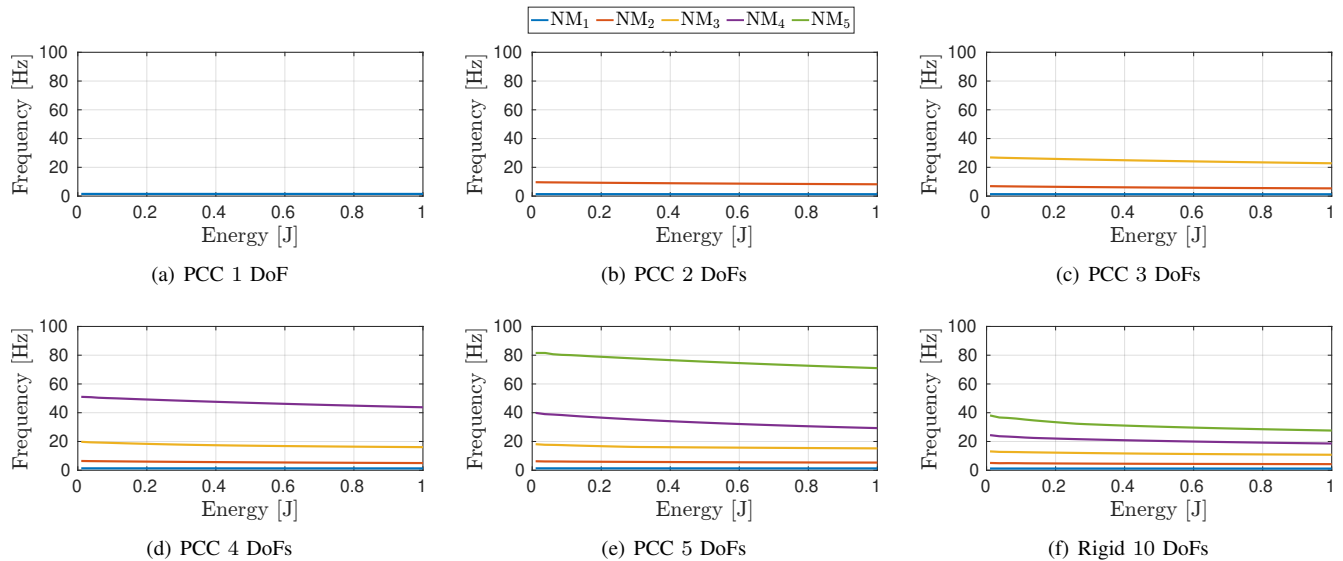 NM1 NM2 NM3 NM4 NM5
Frequency [Hz]
100
80
60
40
20
0
0 0.2 0.4 0.6 0.8 1
Energy [J]
(a) PCC 1 DoF
Frequency [Hz]
100
80
60
40
20
0
0 0.2 0.4 0.6 0.8 1
Energy [J]
(b) PCC 2 DoFs
Frequency [Hz]
100
80
60
40
20
0
0 0.2 0.4 0.6 0.8 1
Energy [J]
(c) PCC 3 DoFs
Frequency [Hz]
100
80
60
40
20
0
0 0.2 0.4 0.6 0.8 1
Energy [J]
(d) PCC 4 DoFs
Frequency [Hz]
100
80
60
40
20
0
0 0.2 0.4 0.6 0.8 1
Energy [J]
(e) PCC 5 DoFs
Frequency [Hz]
100
80
60
40
20
0
0 0.2 0.4 0.6 0.8 1
Energy [J]
(f) Rigid 10 DoFs